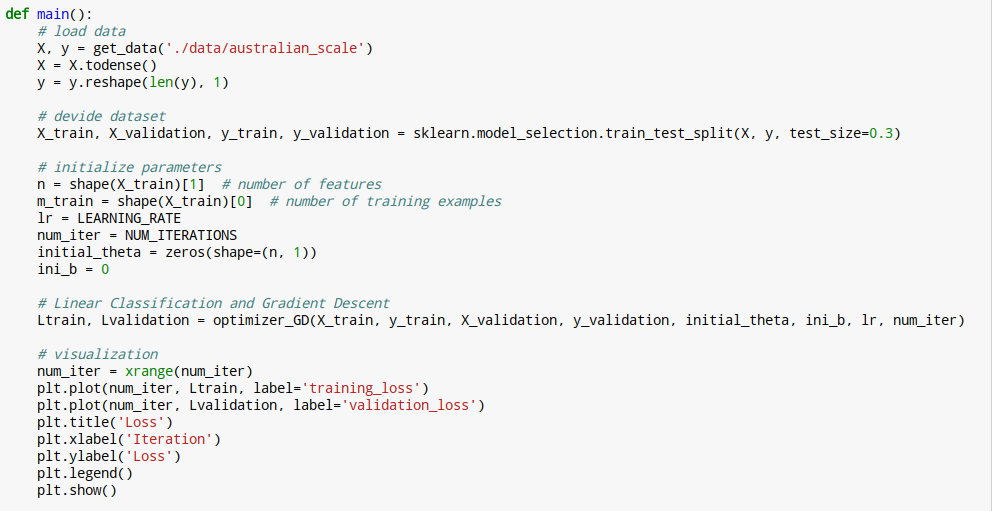 def main():
    # load data
    X, y = get_data('./data/australian_scale')
    X = X.todense()
    y = y.reshape(len(y), 1)

    # devide dataset
    X_train, X_validation, y_train, y_validation = sklearn.model_selection.train_test_split(X, y, test_size=0.3)

    # initialize parameters
    n = shape(X_train)[1]  # number of features
    m_train = shape(X_train)[0]  # number of training examples
    lr = LEARNING_RATE
    num_iter = NUM_ITERATIONS
    initial_theta = zeros(shape=(n, 1))
    ini_b = 0

    # Linear Classification and Gradient Descent
    Ltrain, Lvalidation = optimizer_GD(X_train, y_train, X_validation, y_validation, initial_theta, ini_b, lr, num_iter)

    # visualization
    num_iter = xrange(num_iter)
    plt.plot(num_iter, Ltrain, label='training_loss')
    plt.plot(num_iter, Lvalidation, label='validation_loss')
    plt.title('Loss')
    plt.xlabel('Iteration')
    plt.ylabel('Loss')
    plt.legend()
    plt.show()